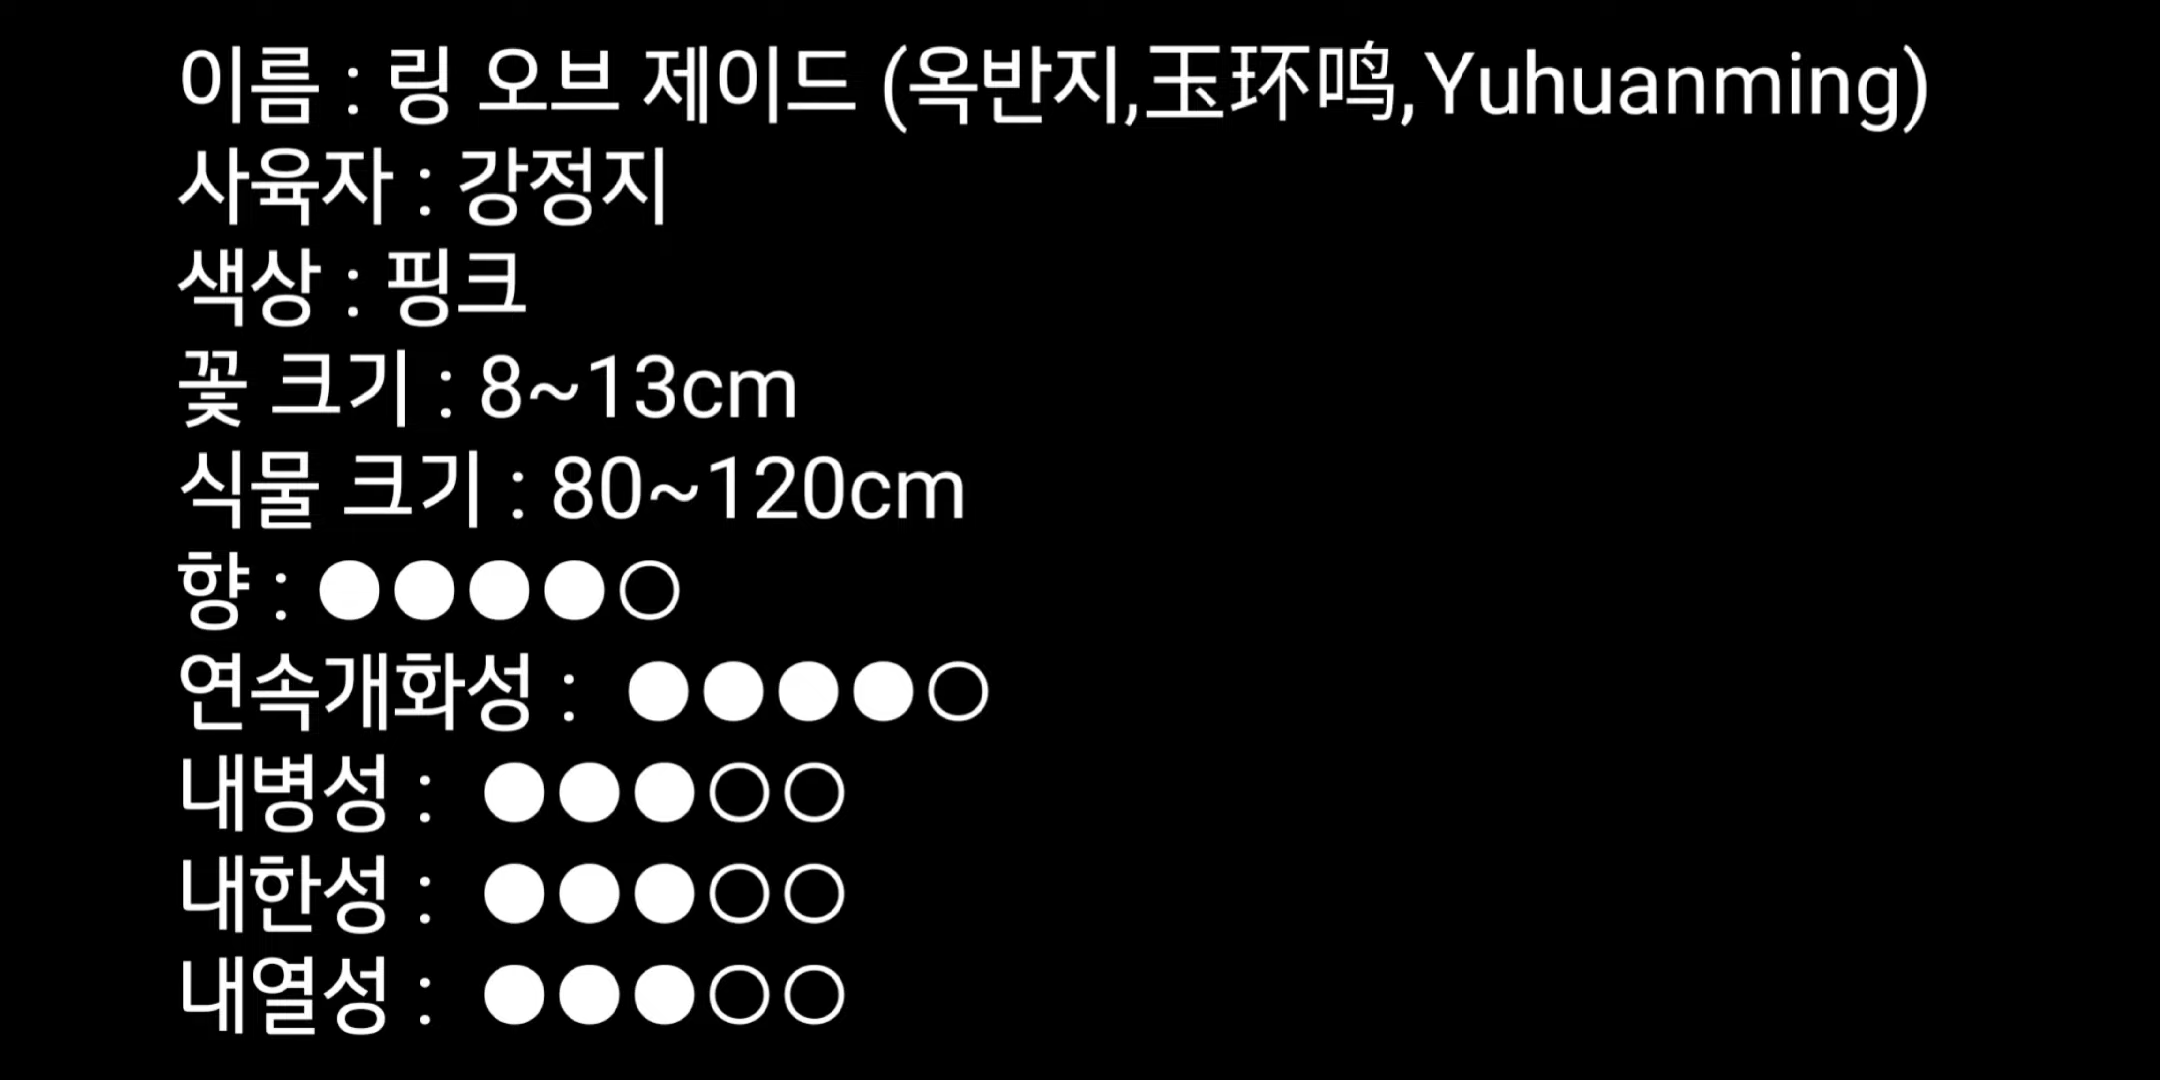 이름 : 링 오브 제이드 (옥반지,玉环鸣,Yuhuanming)
사육자 : 강정지
색상 : 핑크
꽃 크기 : 8~13cm
식물 크기 : 80~120cm
향 : ●●●●○
연속개화성 : ●●●●○
내병성 : ●●●○○
내한성 : ●●●○○
내열성 : ●●●○○